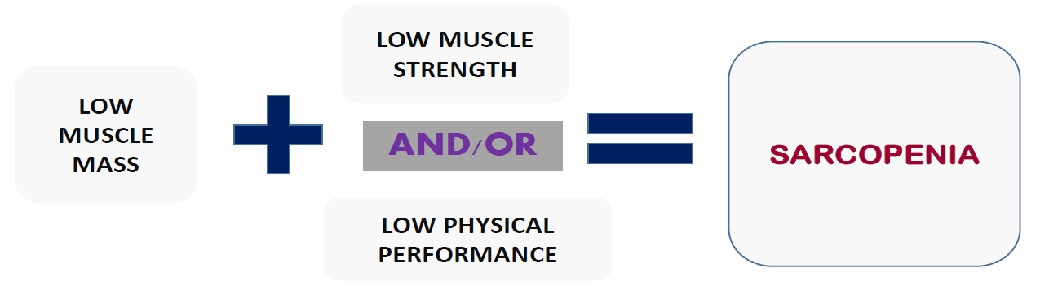 LOW
MUSCLE
MASS
LOW MUSCLE
STRENGTH
AND/OR
LOW PHYSICAL
PERFORMANCE
SARCOPENIA